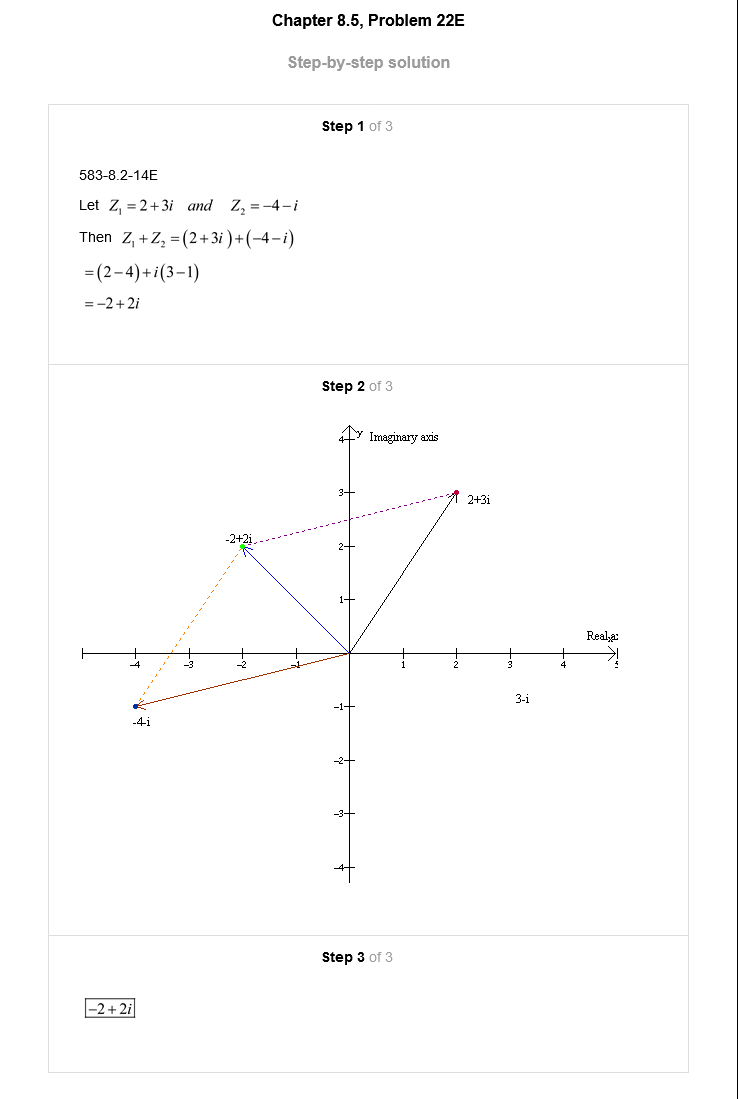 Chapter 8.5, Problem 22E
Step-by-step solution
Step 1 of 3
583-8.2-14E
Let Z₁ = 2+3i and Z₂ = −4−i
Then Z₁+Z₂ = (2+3i)+(−4−i)
=(2−4)+i(3−1)
=−2+2i
Step 2 of 3
y Imaginary axis
4
3
2+3i
-2+2i
2
1
Real a
x
−4 −3 −2 −1 1 2 3 4 5
3-i
−1
-4-i
−2
−3
−4
Step 3 of 3
−2+2i